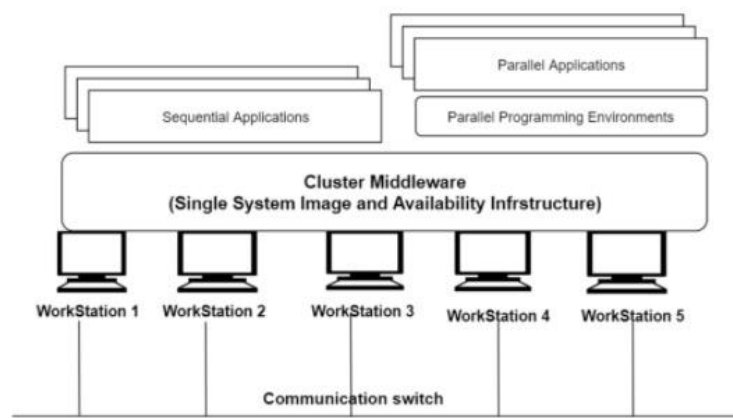 Parallel Applications
Sequential Applications
Parallel Programming Environments
Cluster Middleware
(Single System Image and Availability Infrstructure)
WorkStation 1
WorkStation 2
WorkStation 3
WorkStation 4
WorkStation 5
Communication switch